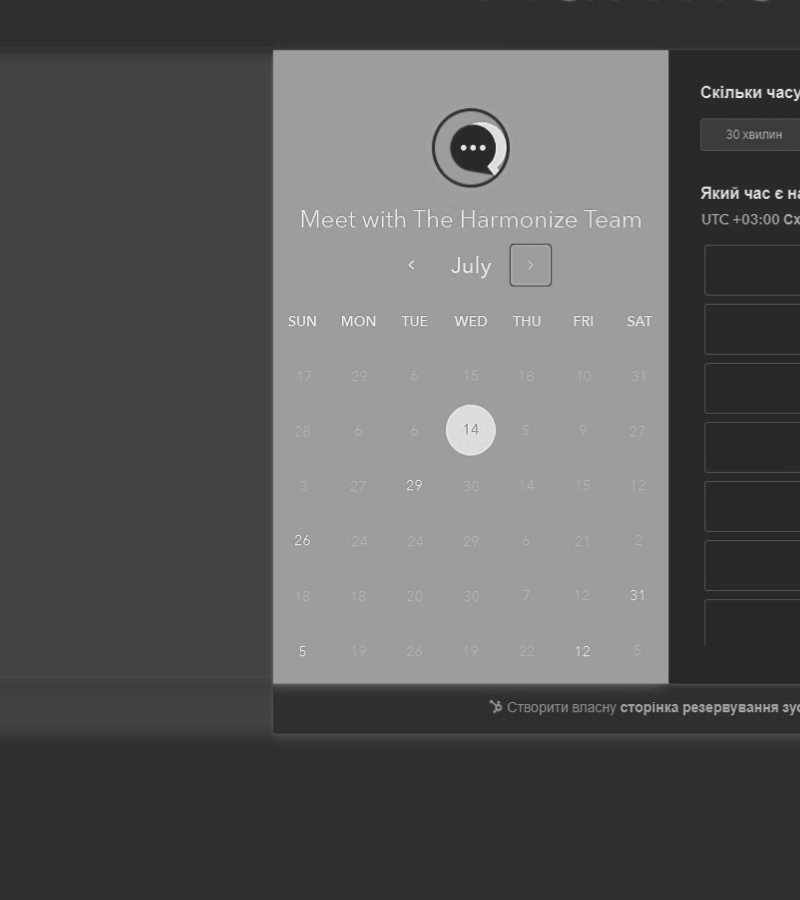 Meet with The Harmonize Team
July
SUN MON TUE WED THU FRI SAT
17 29 6 15 18 10 31
28 6 6 14 5 9 27
3 27 29 30 14 15 12
26 24 24 29 6 21 2
18 18 20 30 7 12 31
5 19 26 19 22 12 5
Скільки часу
30 хвилин
Який час є на
UTC +03:00 Сх
Створити власну сторінка резервування зус